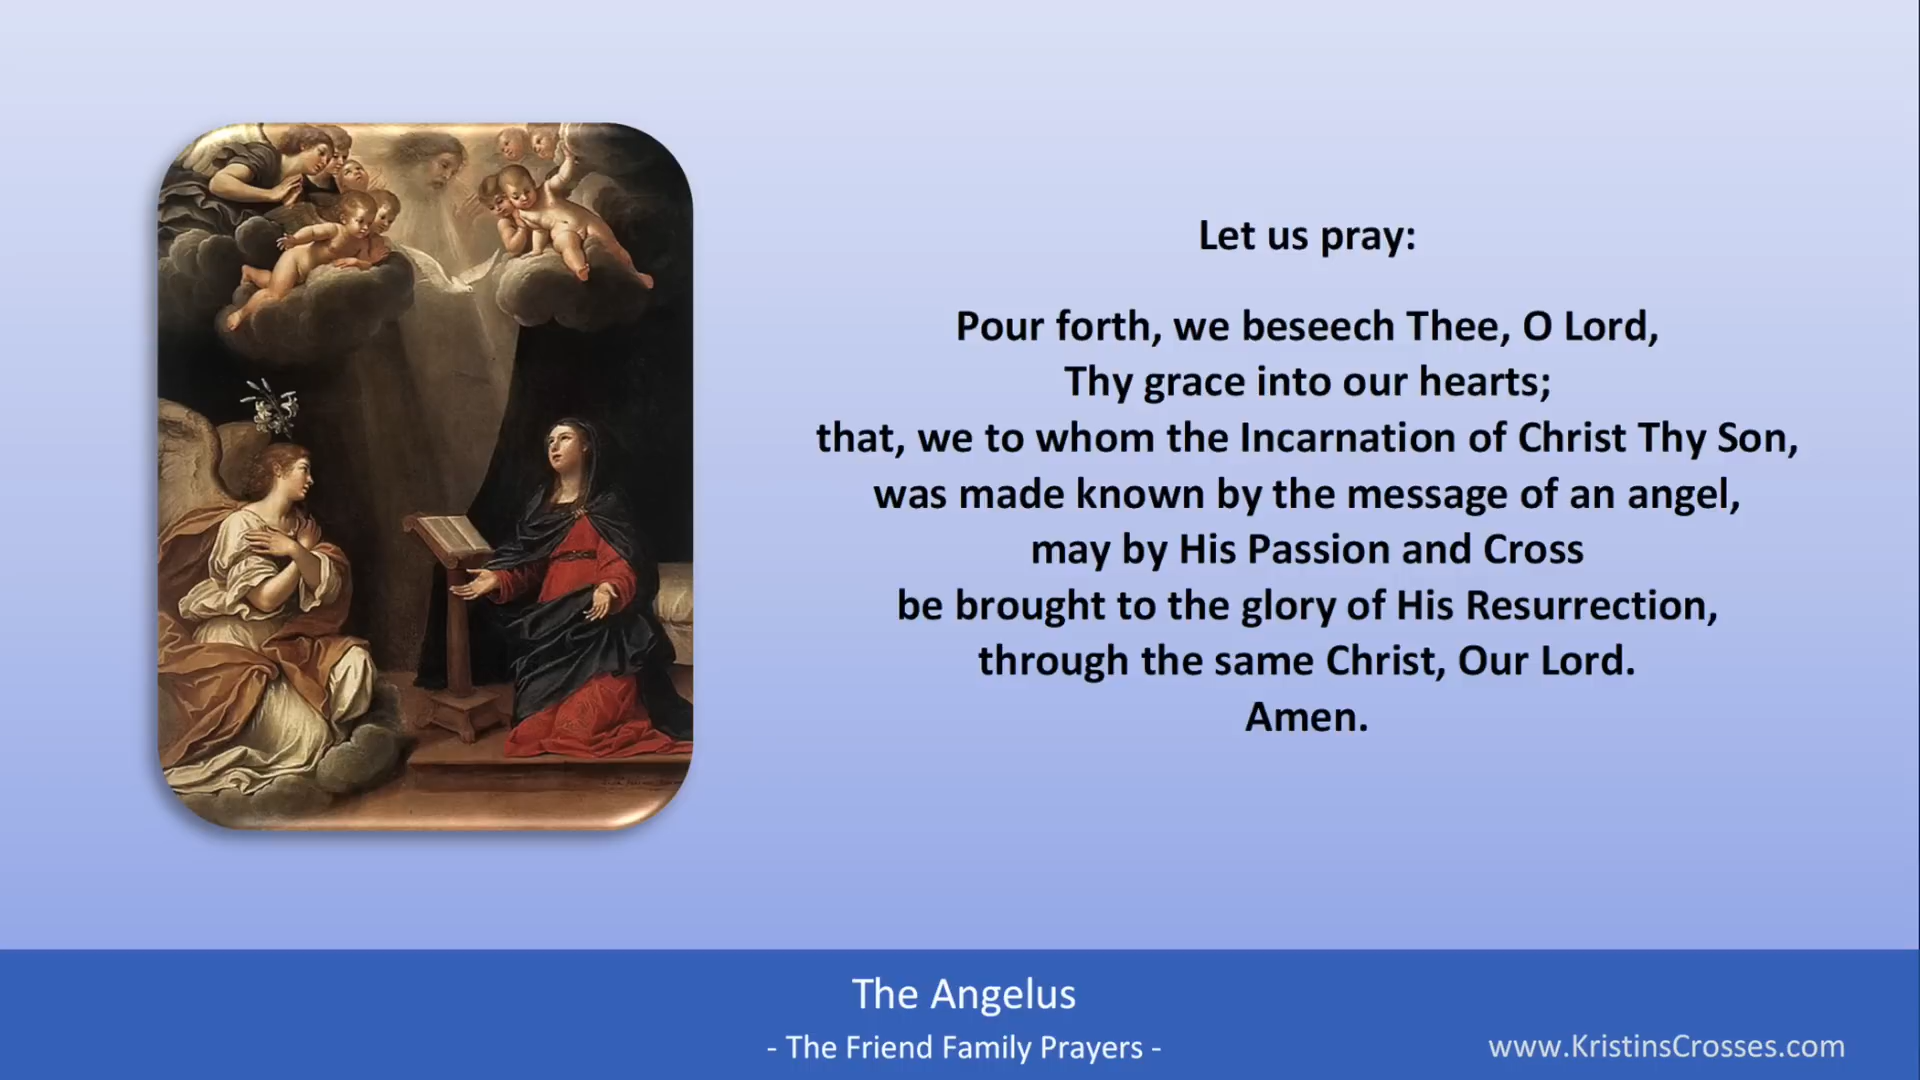 Let us pray:
Pour forth, we beseech Thee, O Lord,
Thy grace into our hearts;
that, we to whom the Incarnation of Christ Thy Son,
was made known by the message of an angel,
may by His Passion and Cross
be brought to the glory of His Resurrection,
through the same Christ, Our Lord.
Amen.
The Angelus
- The Friend Family Prayers -
www.KristinsCrosses.com